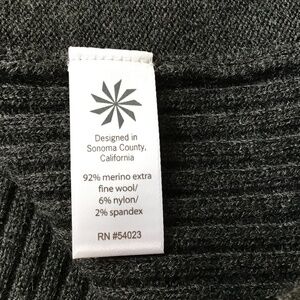 Designed in
Sonoma County,
California
92% merino extra
fine wool/
6% nylon/
2% spandex
RN #54023